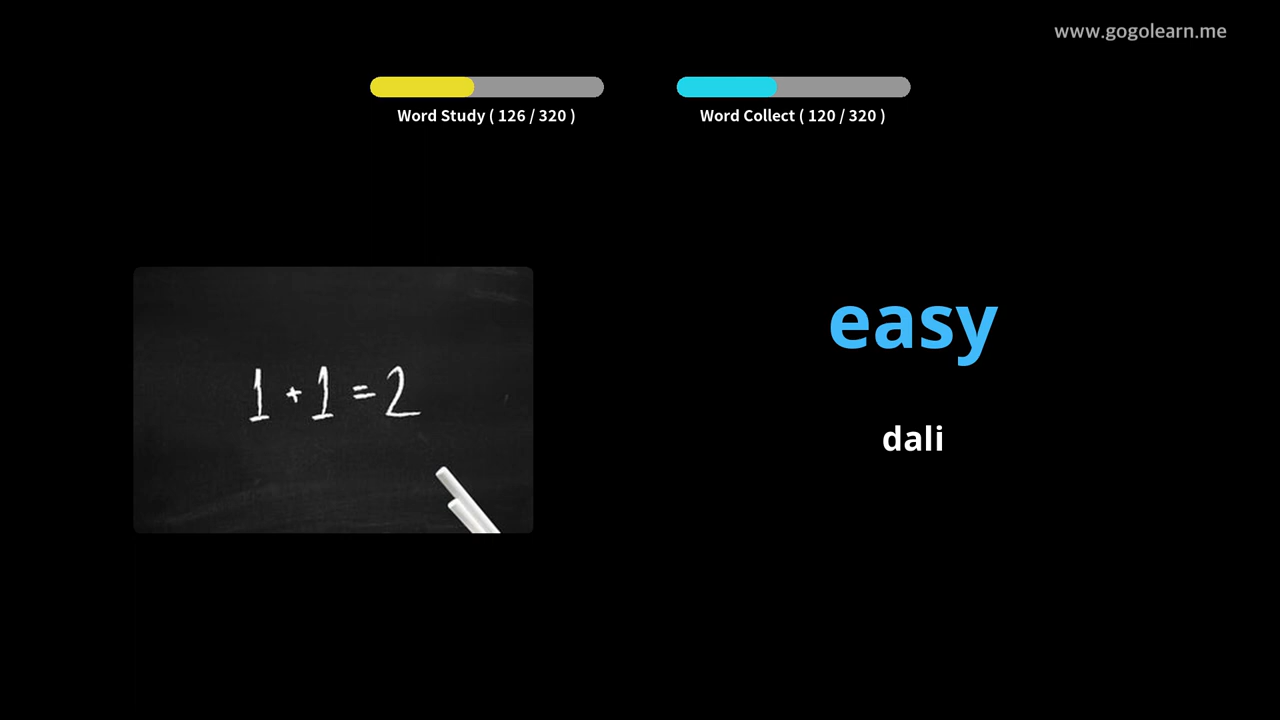 www.gogolearn.me
Word Study ( 126 / 320 )
Word Collect ( 120 / 320 )
1 + 1 = 2
easy
dali